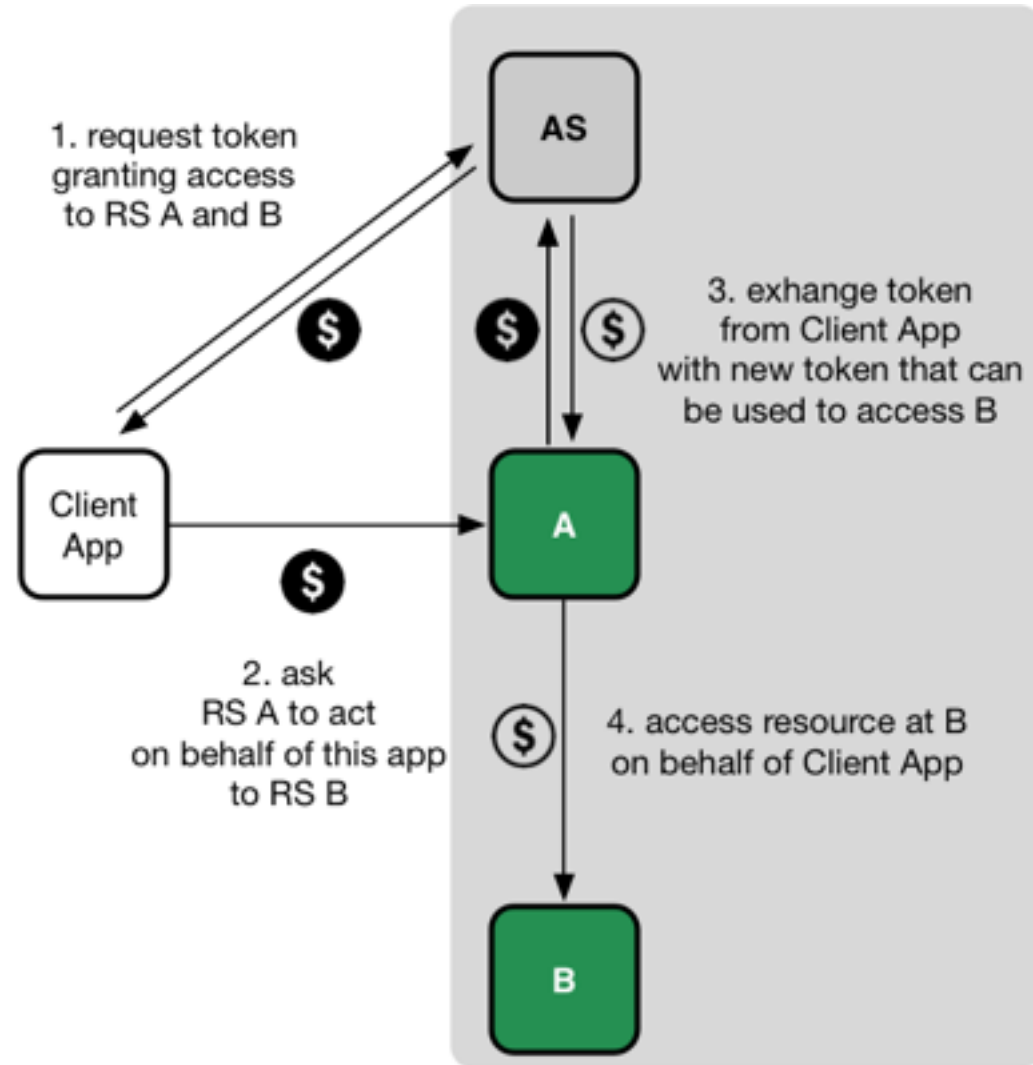 AS
1. request token
granting access
to RS A and B
$
$
$
3. exhange token
from Client App
with new token that can
be used to access B
Client
App
A
$
2. ask
RS A to act
on behalf of this app
to RS B
$
4. access resource at B
on behalf of Client App
B